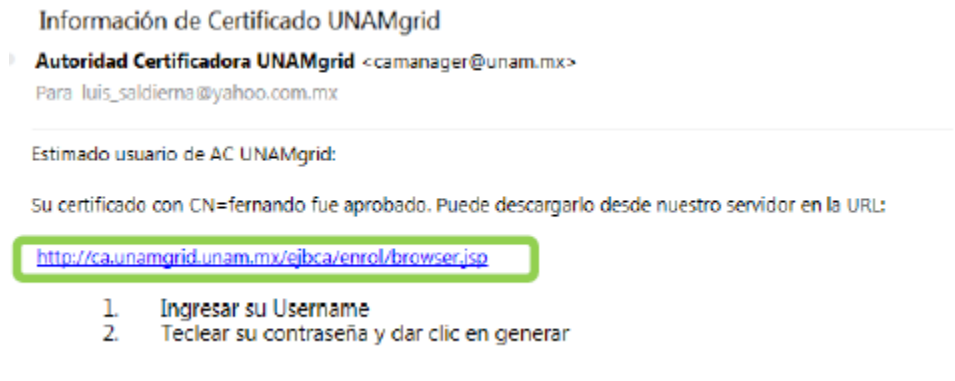 Información de Certificado UNAMgrid
Autoridad Certificadora UNAMgrid <camanager@unam.mx>
Para luis_saldierna@yahoo.com.mx
Estimado usuario de AC UNAMgrid:
Su certificado con CN=fernando fue aprobado. Puede descargarlo desde nuestro servidor en la URL:
http://ca.unamgrid.unam.mx/ejbca/enrol/browser.jsp
1. Ingresar su Username
2. Teclear su contraseña y dar clic en generar